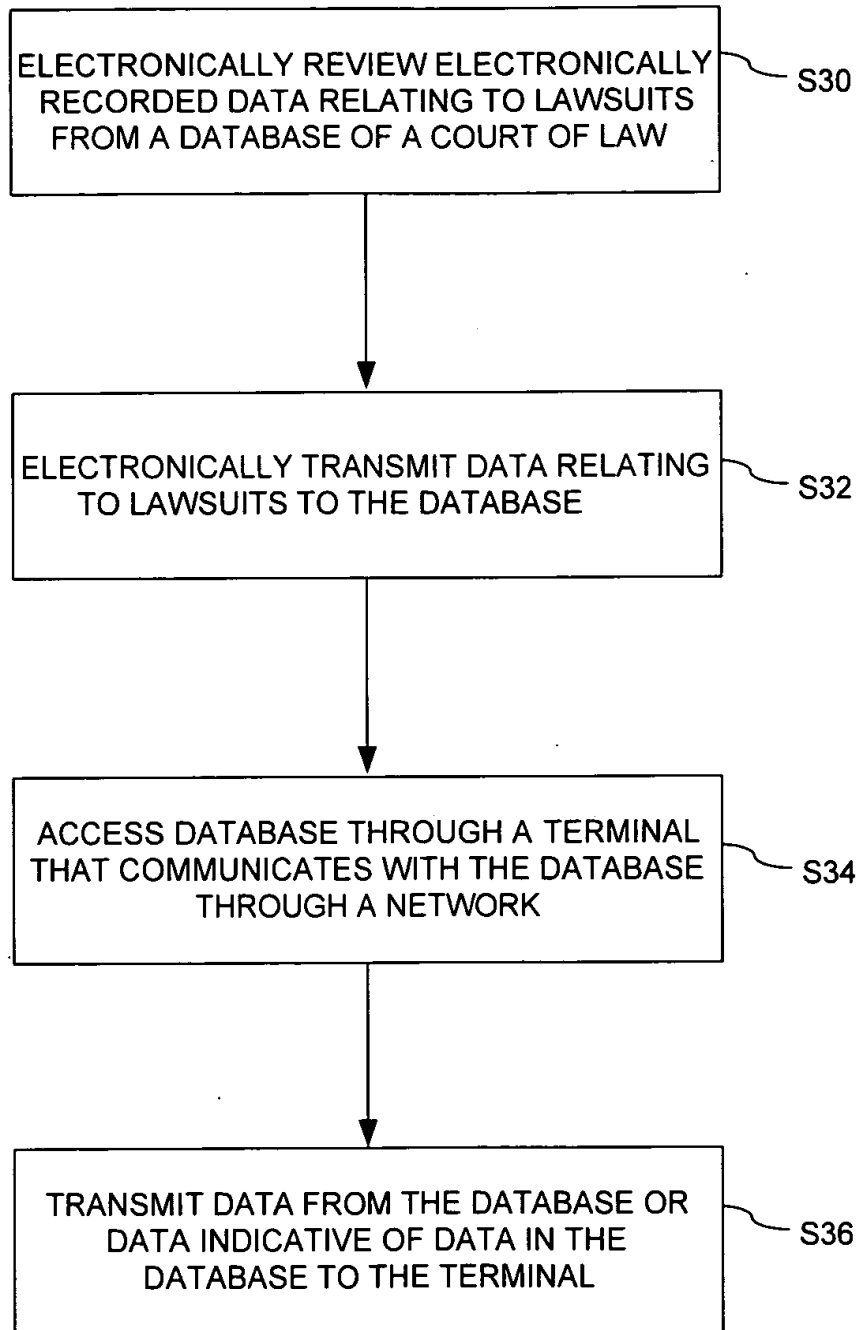 ELECTRONICALLY REVIEW ELECTRONICALLY
RECORDED DATA RELATING TO LAWSUITS
FROM A DATABASE OF A COURT OF LAW
S30
ELECTRONICALLY TRANSMIT DATA RELATING
TO LAWSUITS TO THE DATABASE
S32
ACCESS DATABASE THROUGH A TERMINAL
THAT COMMUNICATES WITH THE DATABASE
THROUGH A NETWORK
S34
TRANSMIT DATA FROM THE DATABASE OR
DATA INDICATIVE OF DATA IN THE
DATABASE TO THE TERMINAL
S36